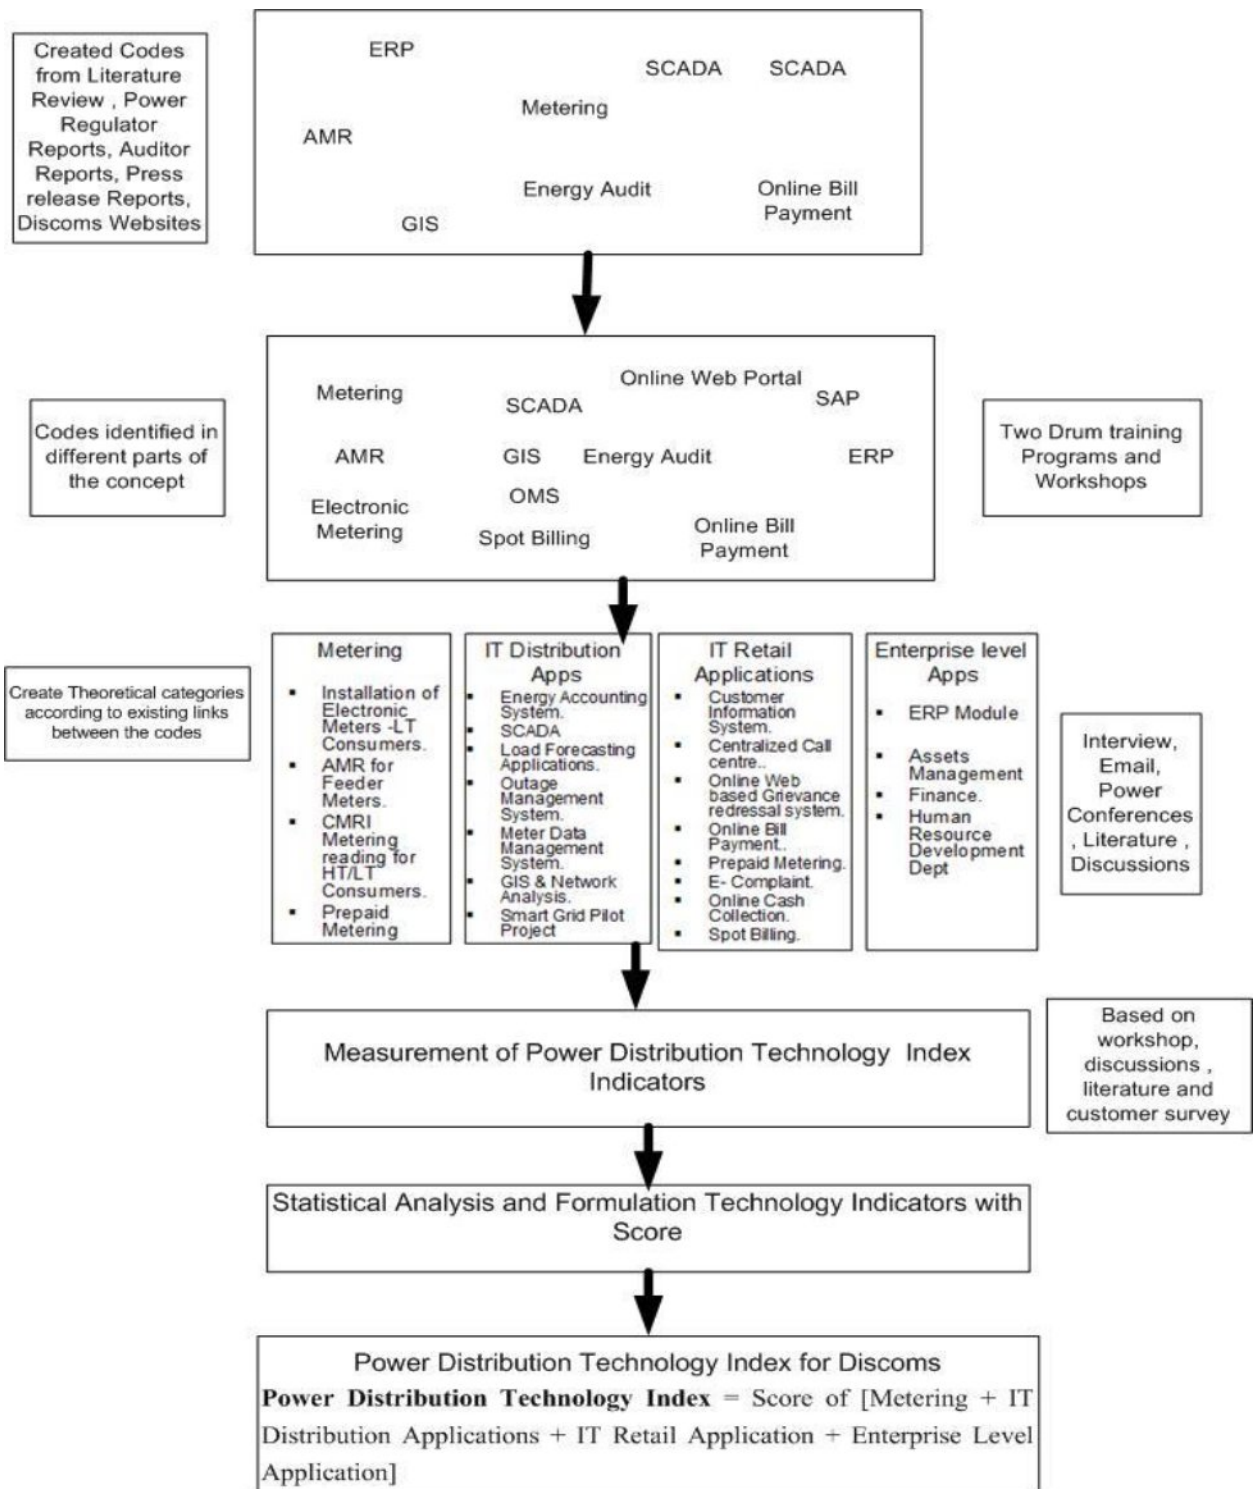 Created Codes
from Literature
Review , Power
Regulator
Reports, Auditor
Reports, Press
release Reports,
Discoms Websites
ERP
SCADA
SCADA
Metering
AMR
Energy Audit
Online Bill
Payment
GIS
Codes identified in
different parts of
the concept
Metering
Online Web Portal
SAP
SCADA
AMR
GIS
Energy Audit
ERP
OMS
Electronic
Metering
Spot Billing
Online Bill
Payment
Two Drum training
Programs and
Workshops
Create Theoretical categories
according to existing links
between the codes
Metering
▪ Installation of
Electronic
Meters -LT
Consumers.
▪ AMR for
Feeder
Meters.
▪ CMRI
Metering
reading for
HT/LT
Consumers.
▪ Prepaid
Metering
IT Distribution
Apps
▪ Energy Accounting
System.
▪ SCADA
▪ Load Forecasting
Applications.
▪ Outage
Management
System.
▪ Meter Data
Management
System.
▪ GIS & Network
Analysis.
▪ Smart Grid Pilot
Project
IT Retail
Applications
▪ Customer
Information
System.
▪ Centralized Call
centre..
▪ Online Web
based Grievance
redressal system.
▪ Online Bill
Payment..
▪ Prepaid Metering.
▪ E- Complaint.
▪ Online Cash
Collection.
▪ Spot Billing.
Enterprise level
Apps
▪ ERP Module
▪ Assets
Management
▪ Finance.
▪ Human
Resource
Development
Dept
Interview,
Email,
Power
Conferences
, Literature ,
Discussions
Measurement of Power Distribution Technology Index
Indicators
Based on
workshop,
discussions ,
literature and
customer survey
Statistical Analysis and Formulation Technology Indicators with
Score
Power Distribution Technology Index for Discoms
Power Distribution Technology Index = Score of [Metering + IT
Distribution Applications + IT Retail Application + Enterprise Level
Application]